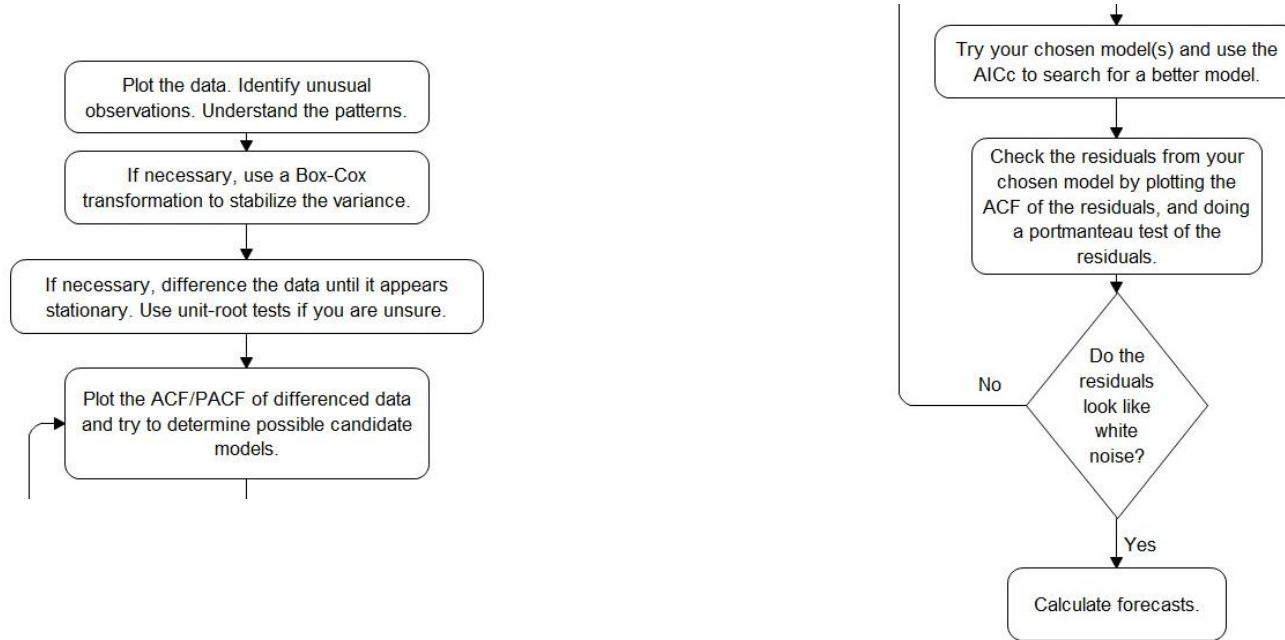 Plot the data. Identify unusual
observations. Understand the patterns.
If necessary, use a Box-Cox
transformation to stabilize the variance.
If necessary, difference the data until it appears
stationary. Use unit-root tests if you are unsure.
Plot the ACF/PACF of differenced data
and try to determine possible candidate
models.
Try your chosen model(s) and use the
AICc to search for a better model.
Check the residuals from your
chosen model by plotting the
ACF of the residuals, and doing
a portmanteau test of the
residuals.
Do the
residuals
look like
white
noise?
No
Yes
Calculate forecasts.